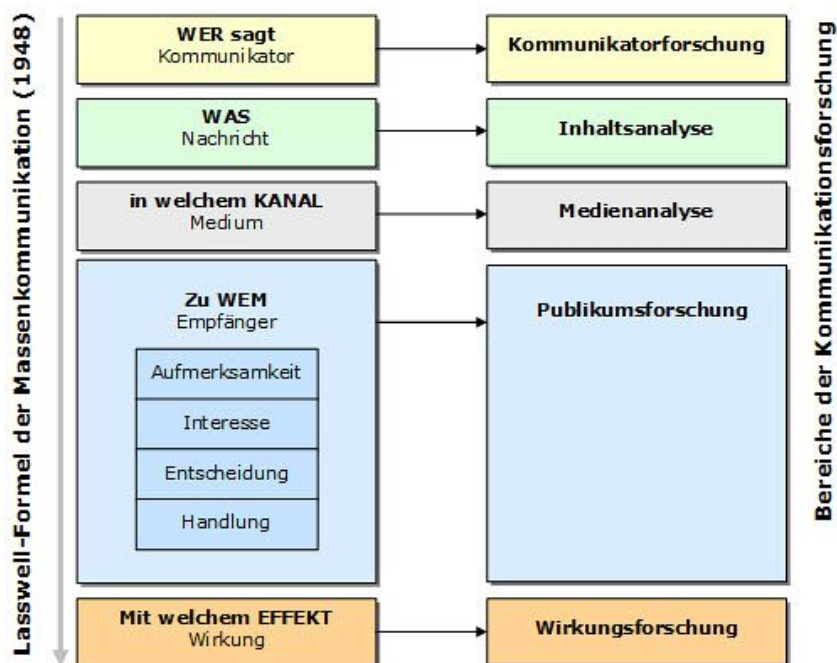 Lasswell-Formel der Massenkommunikation (1948)
WER sagt
Kommunikator
Kommunikatorforschung
WAS
Nachricht
Inhaltsanalyse
in welchem KANAL
Medium
Medienanalyse
Zu WEM
Empfänger
Publikumsforschung
Aufmerksamkeit
Interesse
Entscheidung
Handlung
Mit welchem EFFEKT
Wirkung
Wirkungsforschung
Bereiche der Kommunikationsforschung